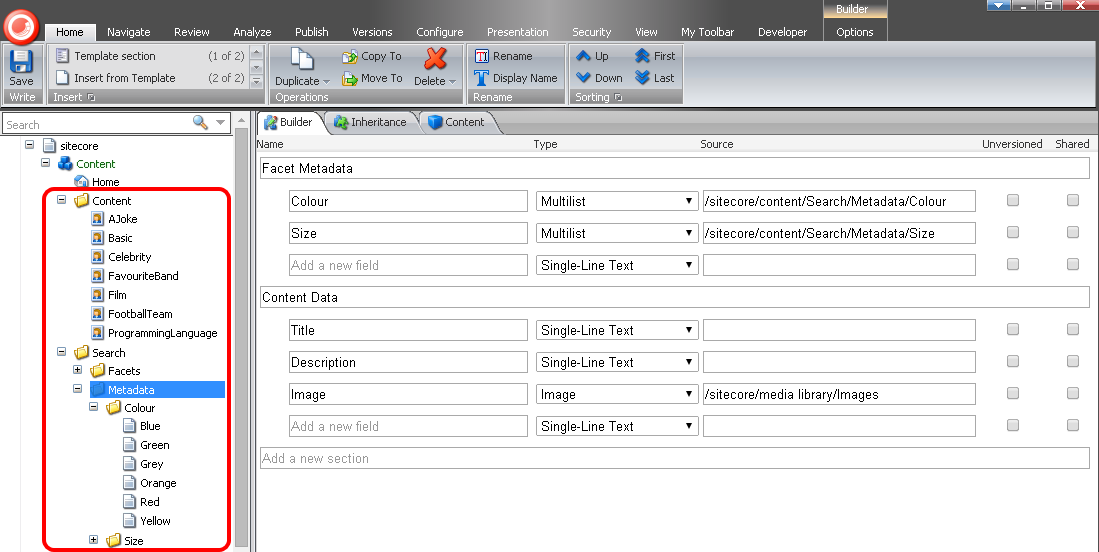 Builder
Home Navigate Review Analyze Publish Versions Configure Presentation Security View My Toolbar Developer Options
Save
Write
Template section (1 of 2)
Insert from Template (2 of 2)
Insert
Duplicate
Copy To
Move To
Delete
Operations
Rename
Display Name
Rename
Up First
Down Last
Sorting
Search
sitecore
Content
Home
Content
AJoke
Basic
Celebrity
FavouriteBand
Film
FootballTeam
ProgrammingLanguage
Search
Facets
Metadata
Colour
Blue
Green
Grey
Orange
Red
Yellow
Size
Builder Inheritance Content
Name Type Source Unversioned Shared
Facet Metadata
Colour Multilist /sitecore/content/Search/Metadata/Colour
Size Multilist /sitecore/content/Search/Metadata/Size
Add a new field Single-Line Text
Content Data
Title Single-Line Text
Description Single-Line Text
Image Image /sitecore/media library/Images
Add a new field Single-Line Text
Add a new section